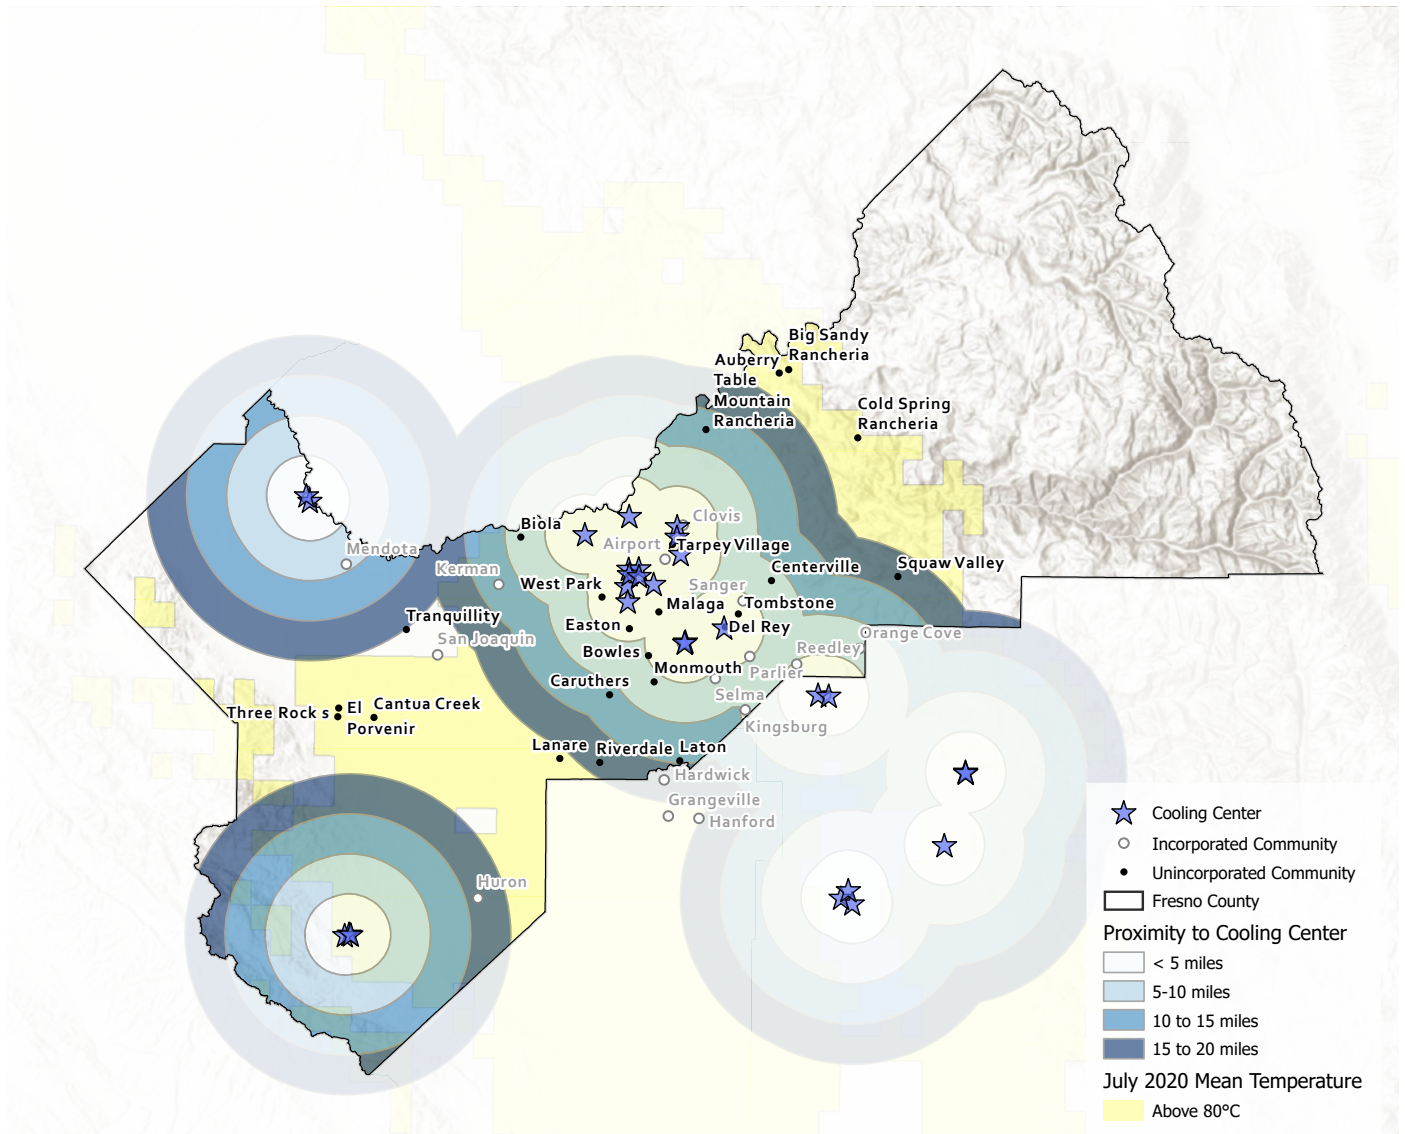 Big Sandy
Rancheria
Auberry
Table
Mountain
Rancheria
Cold Spring
Rancheria
Mendota
Biola
Clovis
Airport
Tarpey Village
Kerman
West Park
Sanger
Centerville
Squaw Valley
Malaga
Tombstone
Tranquillity
San Joaquin
Easton
Del Rey
Orange Cove
Bowles
Reedley
Monmouth
Parlier
Caruthers
Selma
Three Rock s
El
Porvenir
Cantua Creek
Kingsburg
Lanare
Riverdale
Laton
Hardwick
Grangeville
Hanford
Huron
Cooling Center
Incorporated Community
Unincorporated Community
Fresno County
Proximity to Cooling Center
< 5 miles
5-10 miles
10 to 15 miles
15 to 20 miles
July 2020 Mean Temperature
Above 80°C